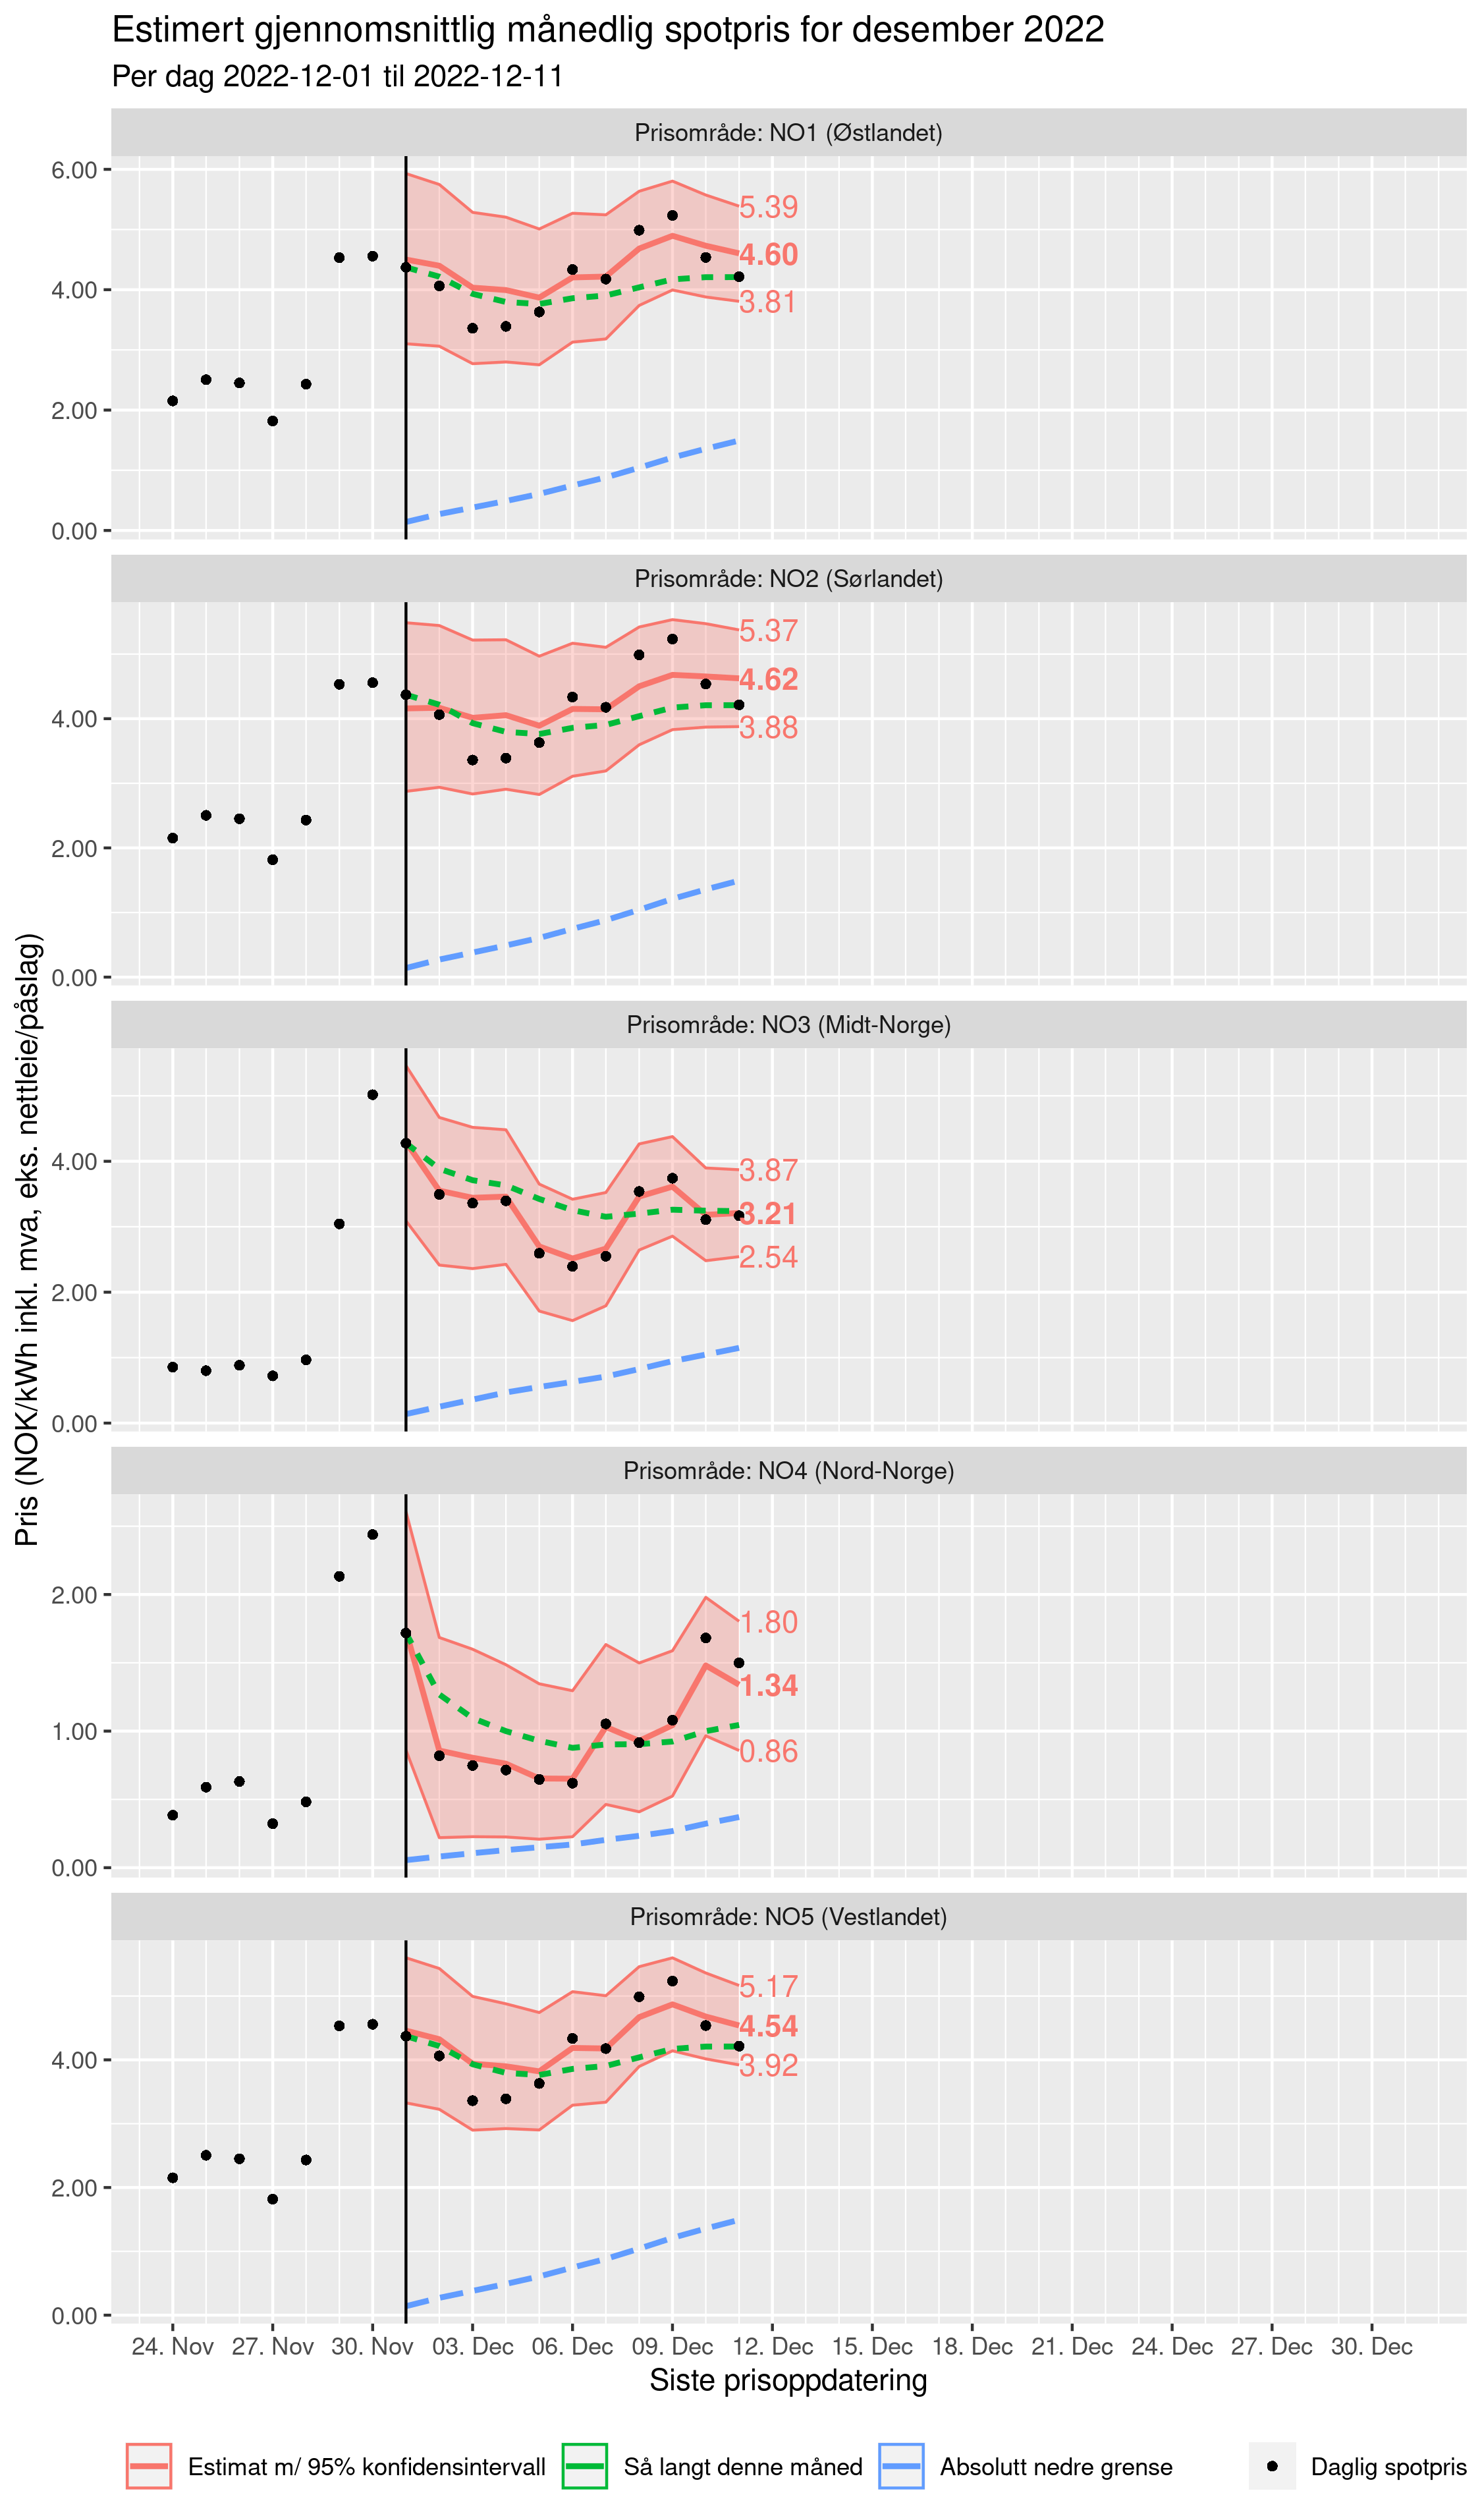 Estimert gjennomsnittlig månedlig spotpris for desember 2022
Per dag 2022-12-01 til 2022-12-11
Prisområde: NO1 (Østlandet)
6.00
4.00
2.00
0.00
5.39
4.60
3.81
Prisområde: NO2 (Sørlandet)
4.00
2.00
0.00
5.37
4.62
3.88
Prisområde: NO3 (Midt-Norge)
4.00
2.00
0.00
3.87
3.21
2.54
Prisområde: NO4 (Nord-Norge)
2.00
1.00
0.00
1.80
1.34
0.86
Prisområde: NO5 (Vestlandet)
4.00
2.00
0.00
5.17
4.54
3.92
Pris (NOK/kWh inkl. mva, eks. nettleie/påslag)
24. Nov 27. Nov 30. Nov 03. Dec 06. Dec 09. Dec 12. Dec 15. Dec 18. Dec 21. Dec 24. Dec 27. Dec 30. Dec
Siste prisoppdatering
Estimat m/ 95% konfidensintervall Så langt denne måned Absolutt nedre grense Daglig spotpris